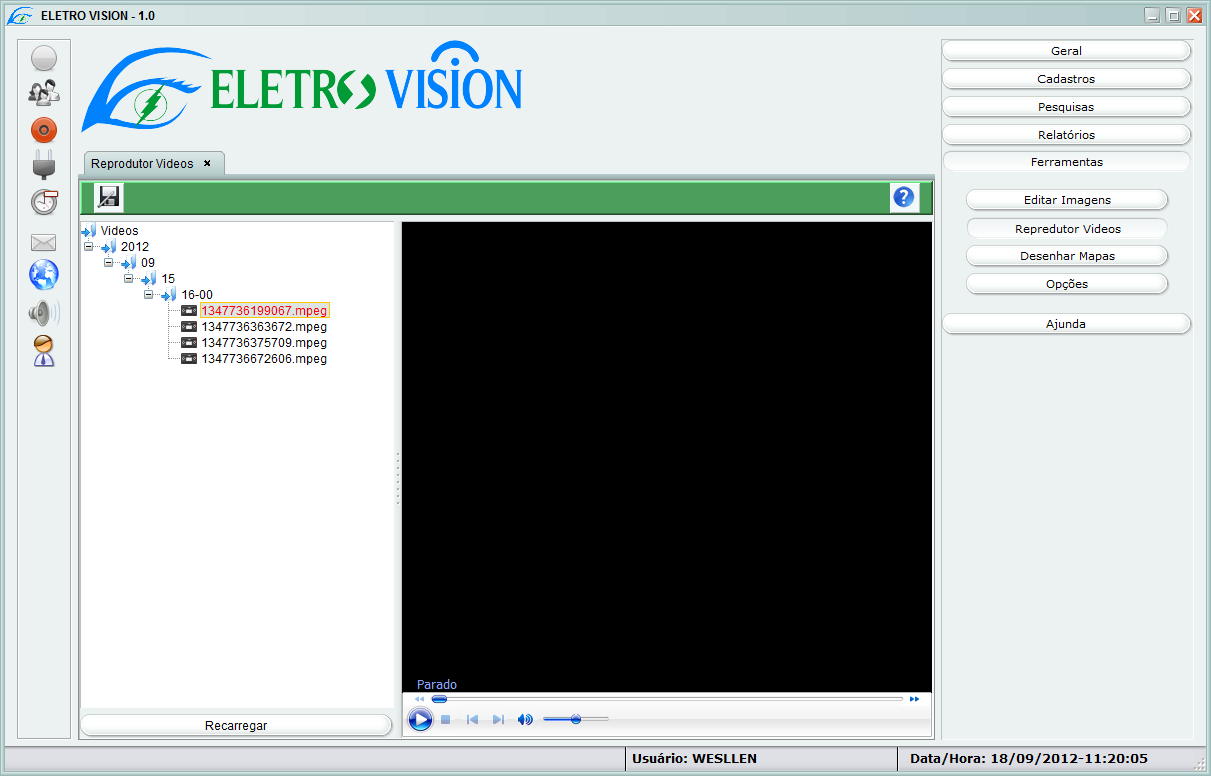 ELETRO VISION - 1.0
ELETRO VISION
Reprodutor Videos
Videos
2012
09
15
16-00
1347736199067.mpeg
1347736363672.mpeg
1347736375709.mpeg
1347736672606.mpeg
Recarregar
Parado
Geral
Cadastros
Pesquisas
Relatórios
Ferramentas
Editar Imagens
Repredutor Videos
Desenhar Mapas
Opções
Ajuda
Usuário: WESLLEN
Data/Hora: 18/09/2012-11:20:05